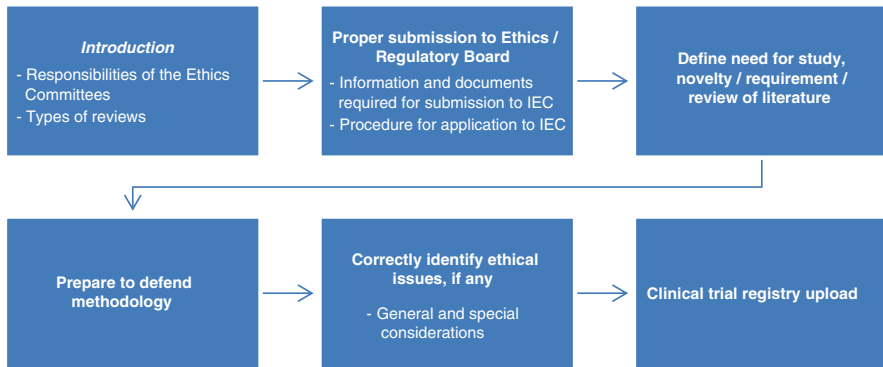 Introduction
- Responsibilities of the Ethics
Committees
- Types of reviews
Proper submission to Ethics /
Regulatory Board
- Information and documents
required for submission to IEC
- Procedure for application to IEC
Define need for study,
novelty / requirement /
review of literature
Prepare to defend
methodology
Correctly identify ethical
issues, if any
- General and special
considerations
Clinical trial registry upload